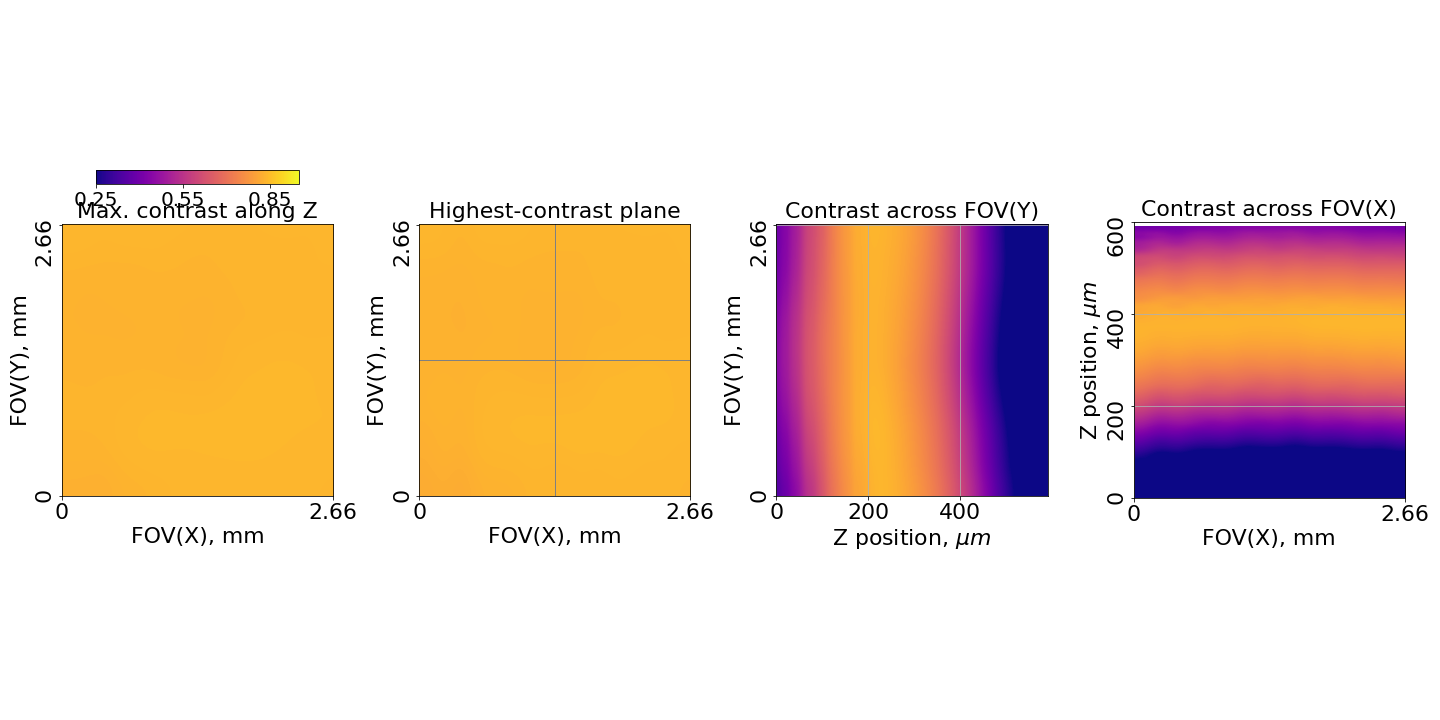 0.25 0.55 0.85
Max. contrast along Z
2.66
FOV(Y), mm
0
0 2.66
FOV(X), mm
Highest-contrast plane
2.66
FOV(Y), mm
0
0 2.66
FOV(X), mm
Contrast across FOV(Y)
2.66
FOV(Y), mm
0
0 200 400
Z position, μm
Contrast across FOV(X)
600
400
200
0
Z position, μm
0 2.66
FOV(X), mm